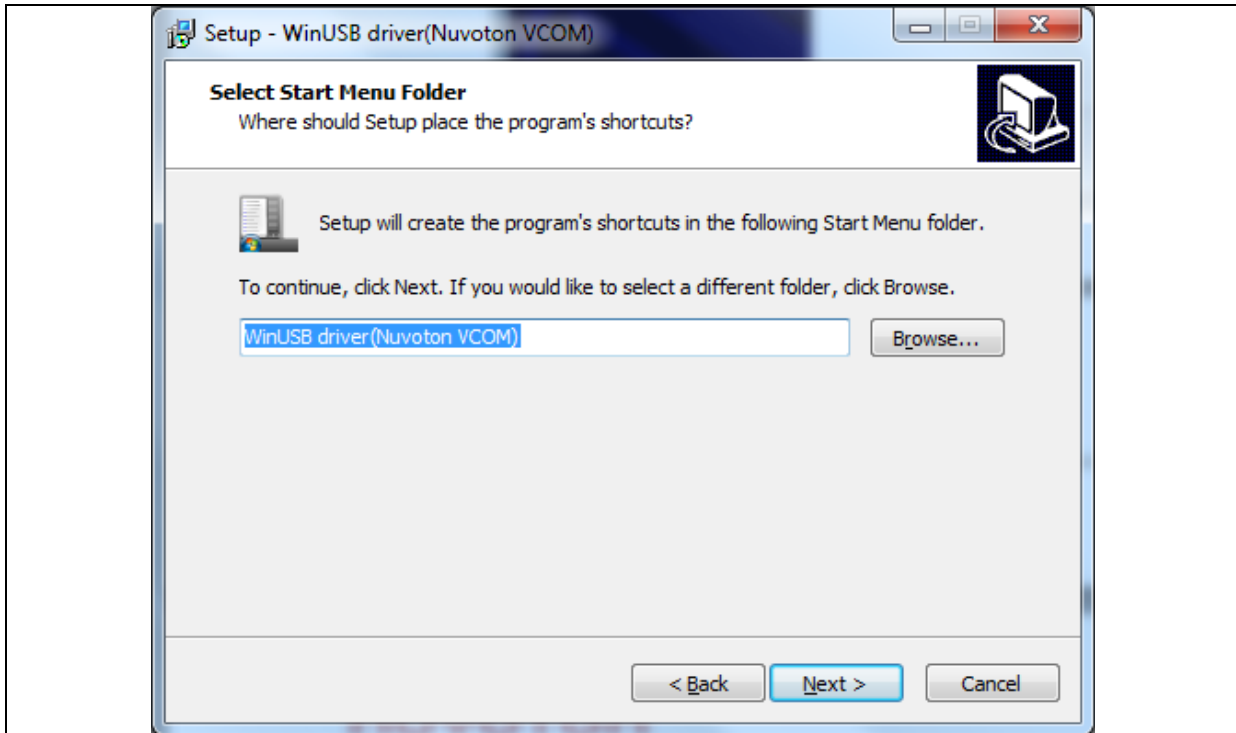 Setup - WinUSB driver(Nuvoton VCOM)
Select Start Menu Folder
Where should Setup place the program's shortcuts?
Setup will create the program's shortcuts in the following Start Menu folder.
To continue, click Next. If you would like to select a different folder, click Browse.
WinUSB driver(Nuvoton VCOM)
Browse...
< Back
Next >
Cancel